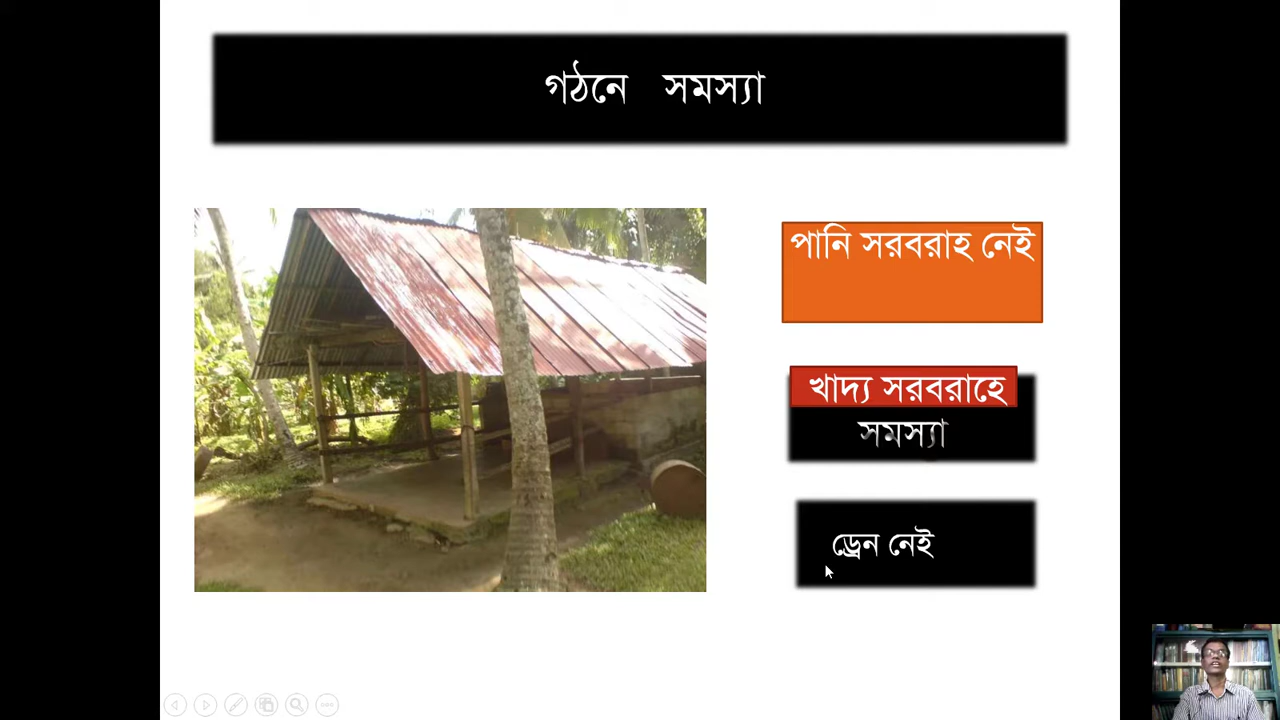 গঠনে সমস্যা
পানি সরবরাহ নেই
খাদ্য সরবরাহে
সমস্যা
ড্রেন নেই